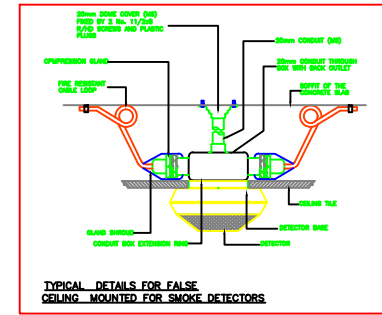 20mm DOME COVER (MS)
FIXED BY 2 No. 11/2x8
R/HD SCREWS AND PLASTIC
PLUGS
20mm CONDUIT (MS)
COMPRESSION GLAND
20mm CONDUIT THROUGH
BOX WITH BACK OUTLET
FIRE RESISTANT
CABLE LOOP
SOFFIT OF THE
CONCRETE SLAB
CEILING TILE
GLAND SHROUD
DETECTOR BASE
CONDUIT BOX EXTENSION RING
DETECTOR
TYPICAL DETAILS FOR FALSE
CEILING MOUNTED FOR SMOKE DETECTORS